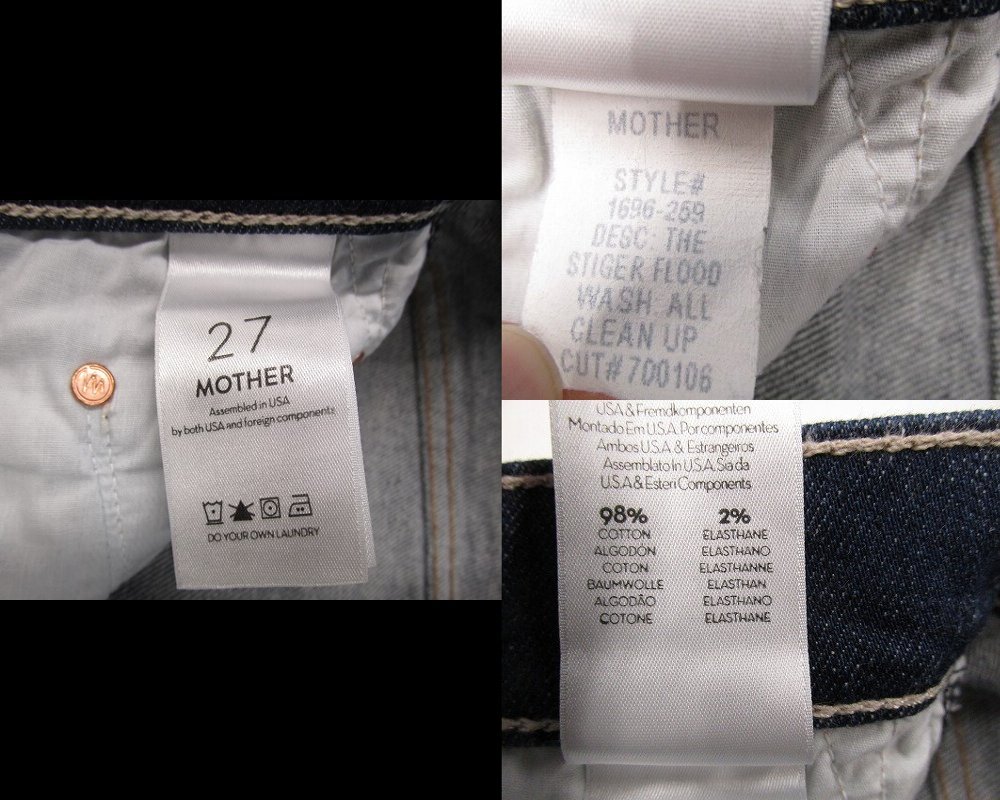 27
MOTHER
Assembled in USA
by both USA and foreign components
DO YOUR OWN LAUNDRY
MOTHER
STYLE#
1696-259
DESC: THE
STIGER FLOOD
WASH: ALL
CLEAN UP
CUT# 700106
USA & Fremdkomponenten
Montado Em U.S.A. Por componentes
Ambos U.S.A. & Estrangeiros
Assemblato In U.S.A. Sia da
U.S.A & Esteri Components
98% 2%
COTTON ELASTHANE
ALGODÓN ELASTHANO
COTON ELASTHANNE
BAUMWOLLE ELASTHAN
ALGODÃO ELASTHANO
COTONE ELASTHANE